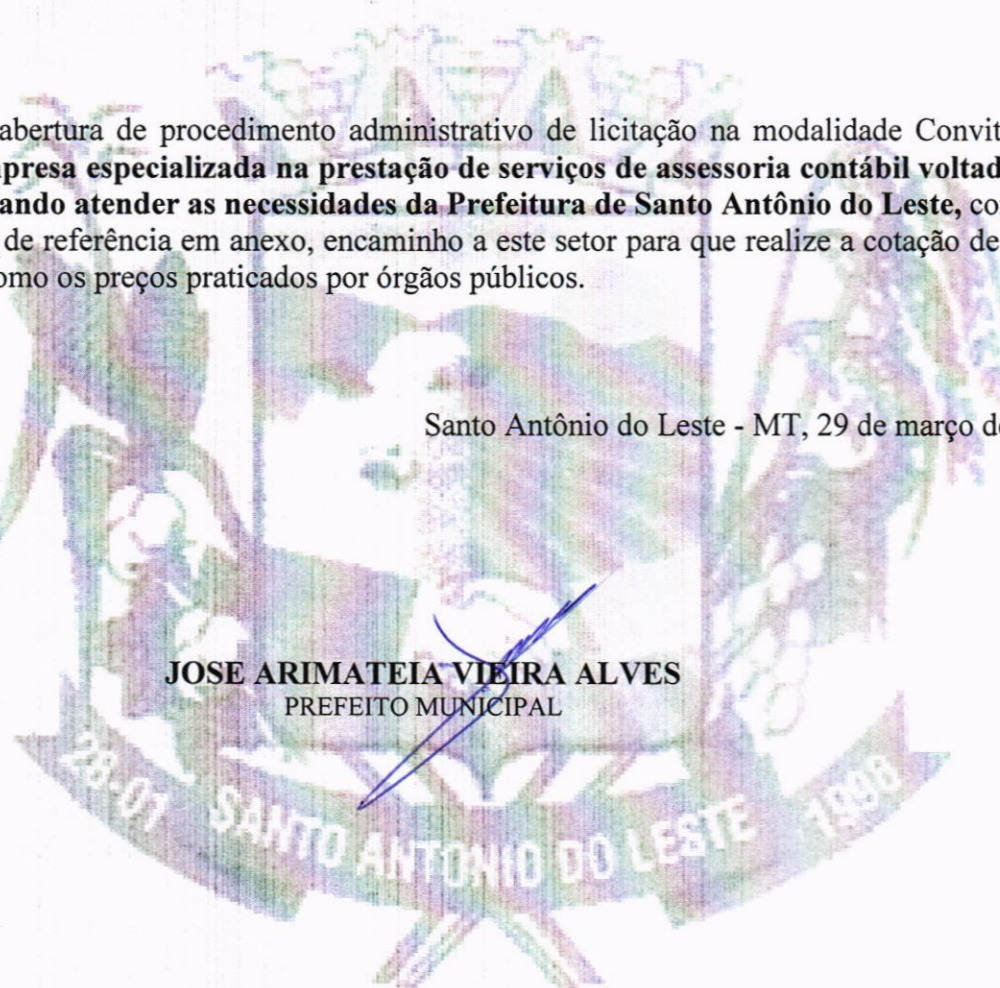 abertura de procedimento administrativo de licitação na modalidade Convit
presa especializada na prestação de serviços de assessoria contábil voltad
ando atender as necessidades da Prefeitura de Santo Antônio do Leste, co
de referência em anexo, encaminho a este setor para que realize a cotação de
omo os preços praticados por órgãos públicos.
Santo Antônio do Leste - MT, 29 de março d
JOSE ARIMATEIA VIEIRA ALVES
PREFEITO MUNICIPAL
28-01 SANTO ANTONIO DO LESTE 1998